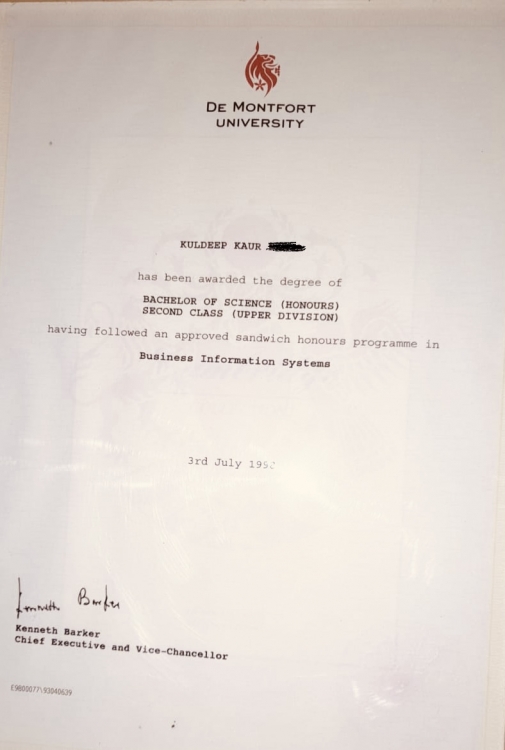 DE MONTFORT
UNIVERSITY
KULDEEP KAUR
has been awarded the degree of
BACHELOR OF SCIENCE (HONOURS)
SECOND CLASS (UPPER DIVISION)
having followed an approved sandwich honours programme in
Business Information Systems
3rd July
Kenneth Barker
Kenneth Barker
Chief Executive and Vice-Chancellor
E9800077\93040639